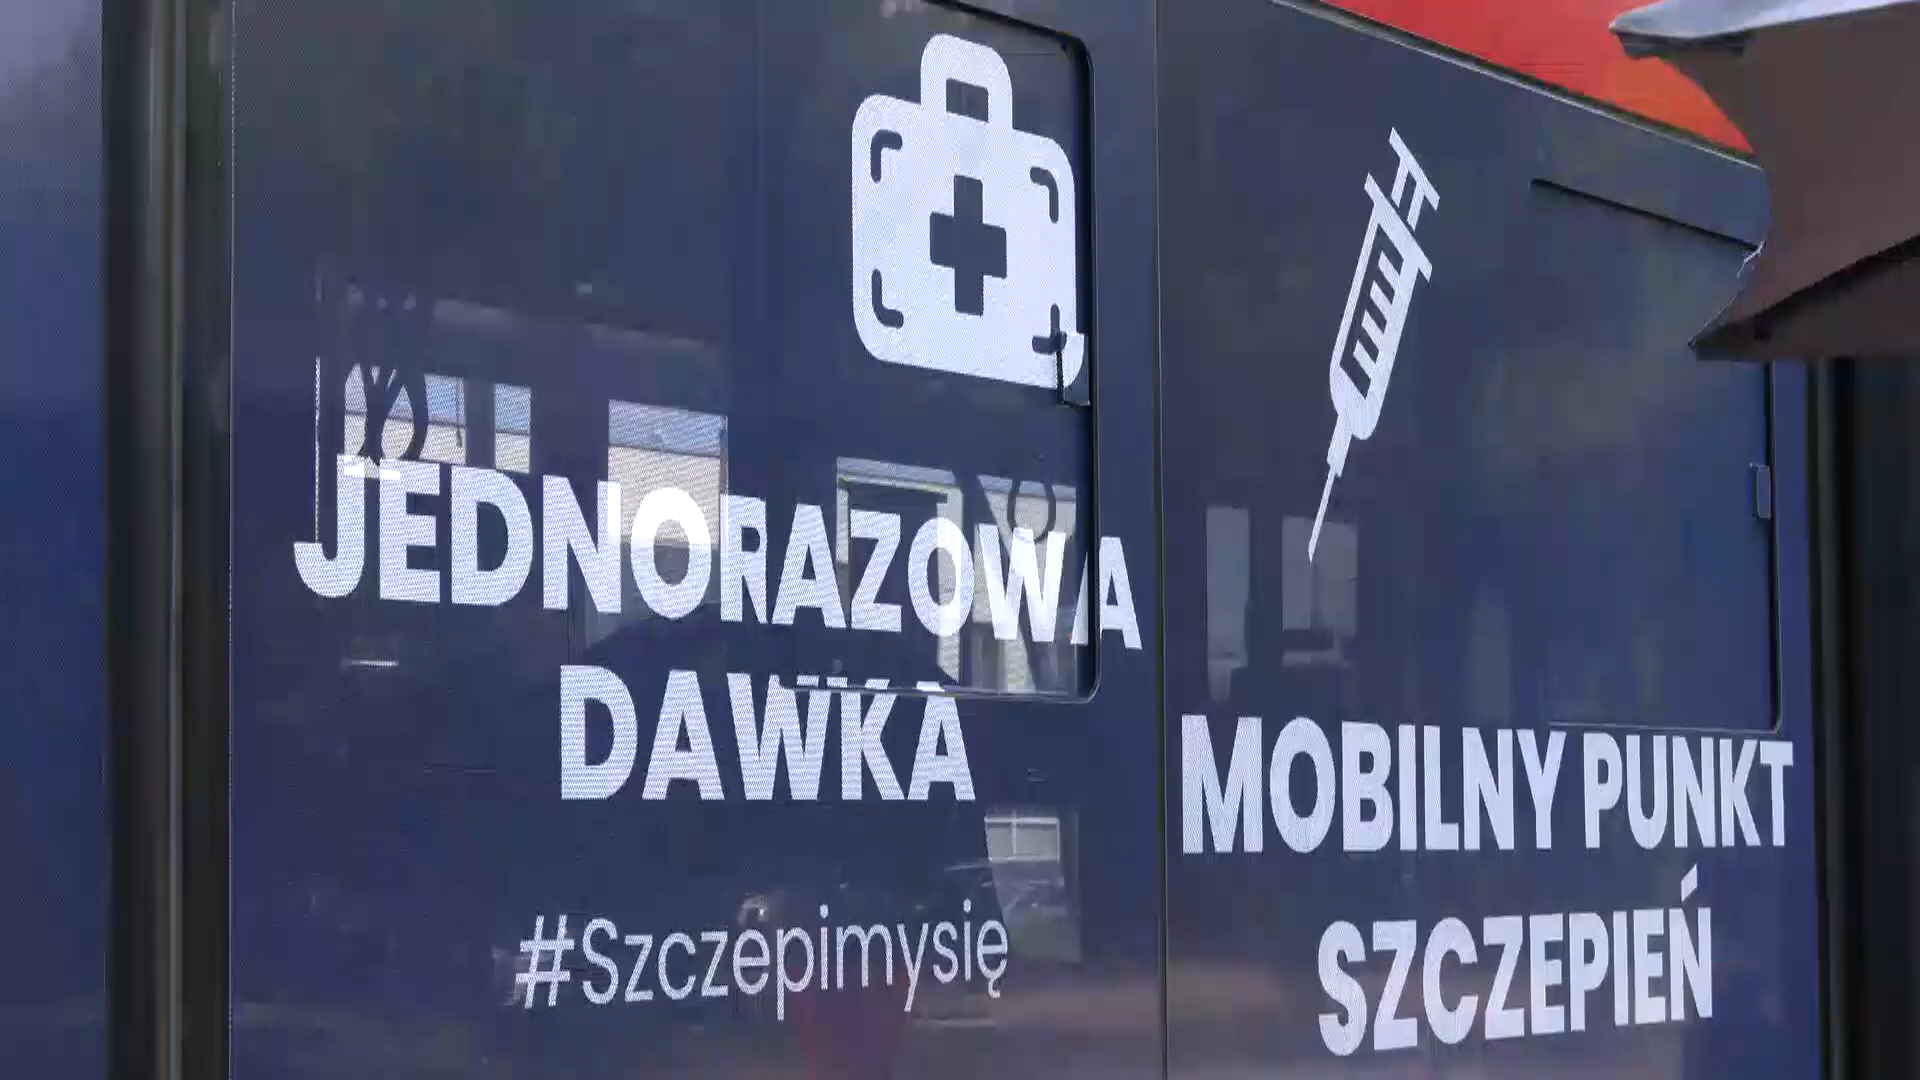 JEDNORAZOWA
DAWKA
#Szczepimysię
MOBILNY PUNKT
SZCZEPIEŃ